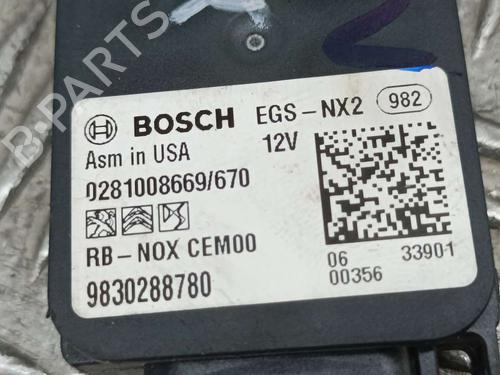 B-PARTS
BOSCH EGS-NX2 982
Asm in USA 12V
0281008669/670
RB-NOX CEM00
9830288780
06 33901
00356